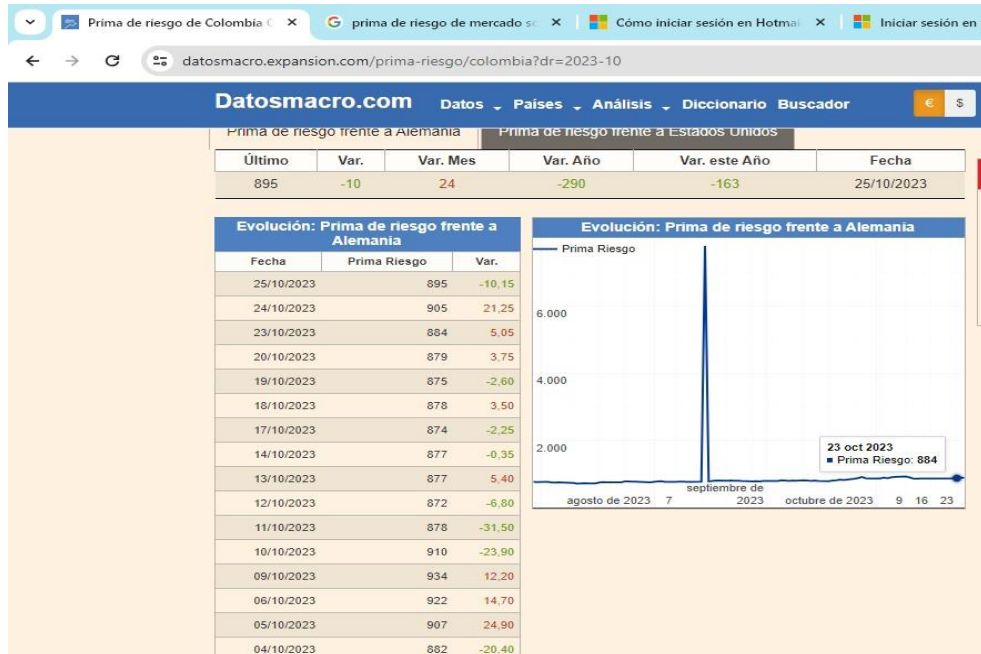 Prima de riesgo de Colombia
prima de riesgo de mercado
Cómo iniciar sesión en Hotmai
Iniciar sesión en
datosmacro.expansion.com/prima-riesgo/colombia?dr=2023-10
Datosmacro.com Datos Países Análisis Diccionario Buscador € $
Prima de riesgo frente a Alemania Prima de riesgo frente a Estados Unidos
Último Var. Var. Mes Var. Año Var. este Año Fecha
895 -10 24 -290 -163 25/10/2023
Evolución: Prima de riesgo frente a
Alemania
Fecha Prima Riesgo Var.
25/10/2023 895 -10,15
24/10/2023 905 21,25
23/10/2023 884 5,05
20/10/2023 879 3,75
19/10/2023 875 -2,60
18/10/2023 878 3,50
17/10/2023 874 -2,25
14/10/2023 877 -0,35
13/10/2023 877 5,40
12/10/2023 872 -6,80
11/10/2023 878 -31,50
10/10/2023 910 -23,90
09/10/2023 934 12,20
06/10/2023 922 14,70
05/10/2023 907 24,90
04/10/2023 882 -20,40
Evolución: Prima de riesgo frente a Alemania
Prima Riesgo
6.000
4.000
2.000
23 oct 2023
Prima Riesgo: 884
septiembre de
agosto de 2023 7 2023 octubre de 2023 9 16 23